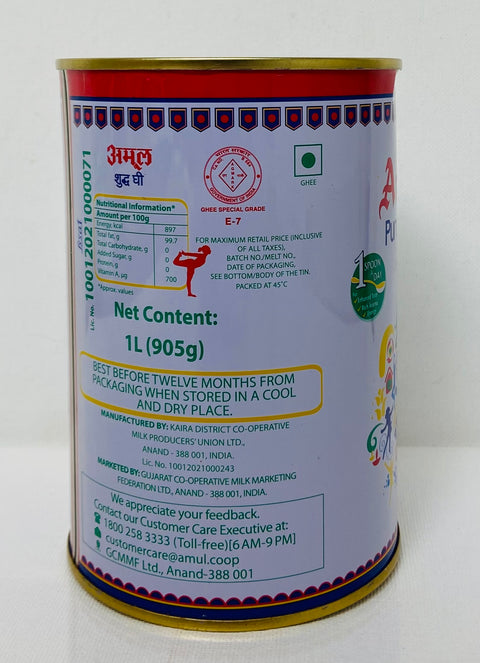 अमूल
शुद्ध घी
fssai
Lic. No. 10012021000071
Nutritional Information*
Amount per 100g
Energy, kcal 897
Total fat, g 99.7
Total Carbohydrate, g 0
Added Sugar, g 0
Protein, g 0
Vitamin A, µg 700
*Approx. values
AGMARK
GOVERNMENT OF INDIA
GHEE SPECIAL GRADE
E-7
GHEE
FOR MAXIMUM RETAIL PRICE (INCLUSIVE
OF ALL TAXES),
BATCH NO./MELT NO.,
DATE OF PACKAGING,
SEE BOTTOM/BODY OF THE TIN.
PACKED AT 45°C
Net Content:
1L (905g)
BEST BEFORE TWELVE MONTHS FROM
PACKAGING WHEN STORED IN A COOL
AND DRY PLACE.
MANUFACTURED BY: KAIRA DISTRICT CO-OPERATIVE
MILK PRODUCERS' UNION LTD.,
ANAND - 388 001, INDIA.
Lic. No. 10012021000243
MARKETED BY: GUJARAT CO-OPERATIVE MILK MARKETING
FEDERATION LTD., ANAND - 388 001, INDIA.
We appreciate your feedback.
Contact our Customer Care Executive at:
1800 258 3333 (Toll-free)[6 AM-9 PM]
customercare@amul.coop
GCMMF Ltd., Anand-388 001
A
Pu
1 SPOON
A DAY